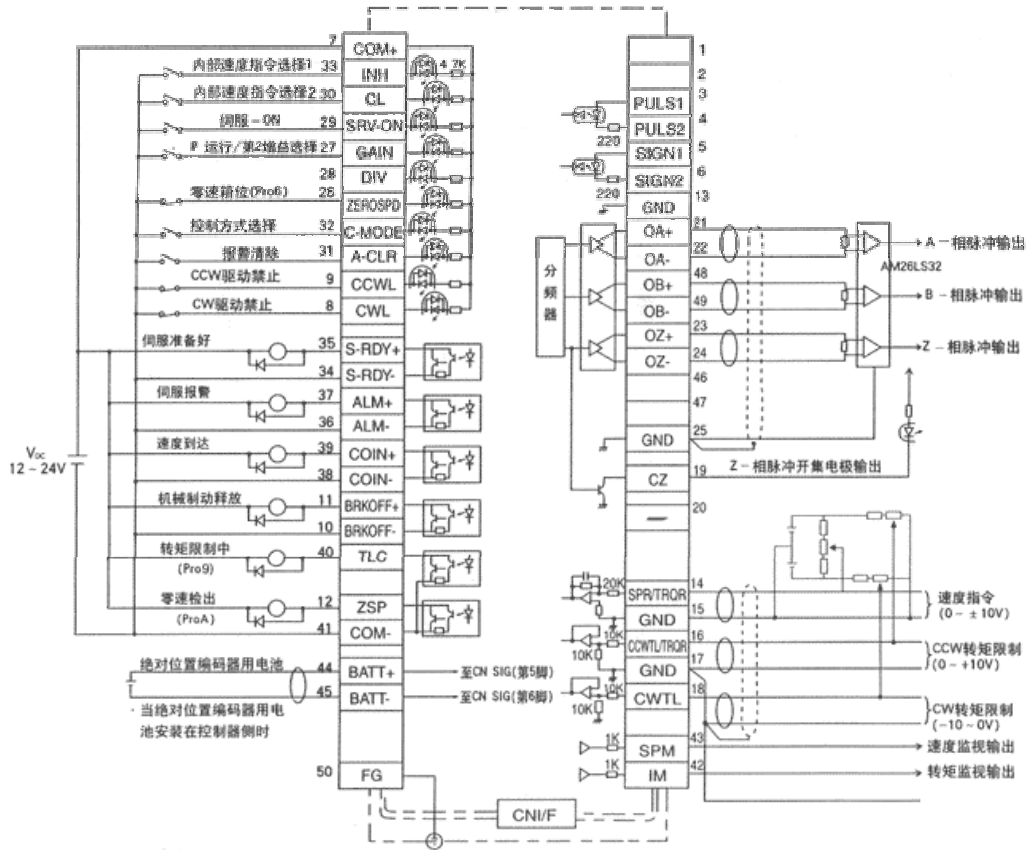 7 COM+
内部速度指令选择1 33 INH 4.7K
内部速度指令选择2 30 CL
伺服-ON 29 SRV-ON
P 运行/第2增益选择 27 GAIN
28 DIV
零速箝位(Pro6) 26 ZEROSPD
控制方式选择 32 C-MODE
报警清除 31 A-CLR
CCW驱动禁止 9 CCWL
CW驱动禁止 8 CWL
伺服准备好 35 S-RDY+
34 S-RDY-
伺服报警 37 ALM+
36 ALM-
速度到达 39 COIN+
38 COIN-
机械制动释放 11 BRKOFF+
10 BRKOFF-
转矩限制中 40 TLC
(Pro9)
零速检出 12 ZSP
(ProA)
41 COM-
VDC
12~24V
绝对位置编码器用电池 44 BATT+ 至CN SIG(第5脚)
45 BATT- 至CN SIG(第6脚)
当绝对位置编码器用电
池安装在控制器侧时
50 FG
CNI/F
1
2
3
PULS1
4
220 PULS2
5
SIGN1
6
220 SIGN2
13
GND
分频器
21
OA+
22
OA-
A-相脉冲输出
AM26LS32
48
OB+
49
OB-
B-相脉冲输出
23
OZ+
24
OZ-
Z-相脉冲输出
46
47
25
GND
19
CZ
Z-相脉冲开集电极输出
20
—
14
20K SPR/TRQR
15
GND
速度指令
(0~±10V)
16
10K CCWTL/TRQR
10K
17
GND
CCW转矩限制
(0~+10V)
18
10K CWTL
10K
CW转矩限制
(-10~0V)
43
1K SPM
速度监视输出
42
1K IM
转矩监视输出